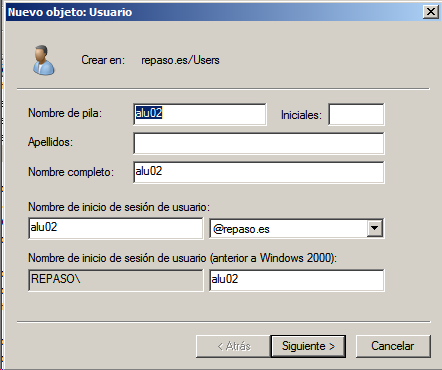 Nuevo objeto: Usuario
Crear en: repaso.es/Users
Nombre de pila: alu02 Iniciales:
Apellidos:
Nombre completo: alu02
Nombre de inicio de sesión de usuario:
alu02 @repaso.es
Nombre de inicio de sesión de usuario (anterior a Windows 2000):
REPASO\ alu02
< Atrás Siguiente > Cancelar